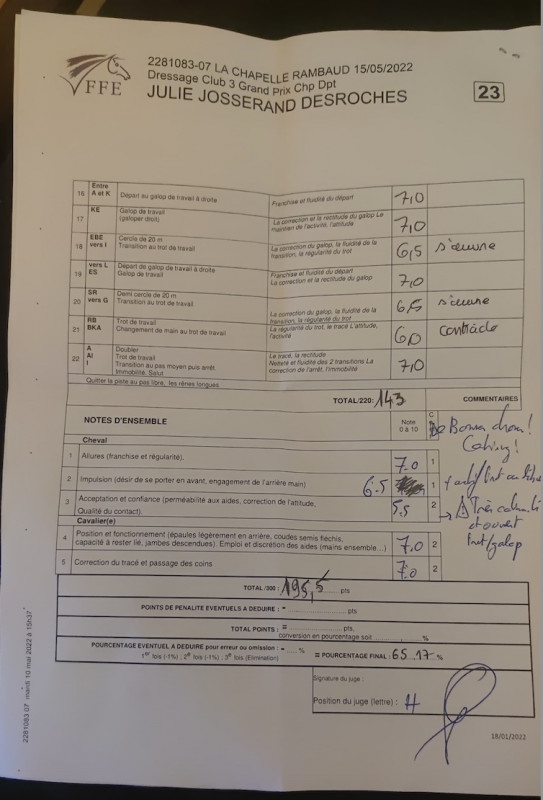 FFE
2281083-07 LA CHAPELLE RAMBAUD 15/05/2022
Dressage Club 3 Grand Prix Chp Dpt
JULIE JOSSERAND DESROCHES
23
16 Entre A et K Départ au galop de travail à droite Franchise et fluidité du départ 7,0
17 KE Galop de travail (galoper droit) La correction et la rectitude du galop Le maintien de l'activité, l'attitude 7,0
18 EBE vers I Cercle de 20 m Transition au trot de travail La correction du galop, la fluidité de la transition, la régularité du trot 6,5 s'œuvre
19 vers L ES Départ de galop de travail à droite Galop de travail Franchise et fluidité du départ La correction et la rectitude du galop 7,0
20 SR vers G Demi cercle de 20 m Transition au trot de travail La correction du galop, la fluidité de la transition, la régularité du trot 6,5 s'œuvre
21 RB BKA Trot de travail Changement de main au trot de travail La régularité du trot, le tracé L'attitude, l'activité 6,0 contracté
22 A Al I Doubler Trot de travail Transition au pas moyen puis arrêt. Immobilité. Salut Le tracé, la rectitude Netteté et fluidité des 2 transitions La correction de l'arrêt, l'immobilité 7,0
Quitter la piste au pas libre, les rênes longues
TOTAL/220: 143
NOTES D'ENSEMBLE Note 0 à 10 C COMMENTAIRES
Cheval
1 Allures (franchise et régularité). 7.0 1
2 Impulsion (désir de se porter en avant, engagement de l'arrière main) 6.5 1
3 Acceptation et confiance (perméabilité aux aides, correction de l'attitude, Qualité du contact). 5,5 2
Cavalier(e)
4 Position et fonctionnement (épaules légèrement en arrière, coudes semis fléchis, capacité à rester lié, jambes descendues). Emploi et discrétion des aides (mains ensemble...) 7.0 2
5 Correction du tracé et passage des coins 7.0 2
TOTAL /300 : 195,5 pts
POINTS DE PENALITE EVENTUELS A DEDUIRE : - pts
TOTAL POINTS : = pts,
conversion en pourcentage soit %
POURCENTAGE EVENTUEL A DEDUIRE pour erreur ou omission : - %
1er fois (-1%) ; 2e fois (-1%) ; 3e fois (Elimination)
= POURCENTAGE FINAL : 65.17 %
Signature du juge :
Position du juge (lettre) : H
18/01/2022
2281083-07 mardi 10 mai 2022 à 15h37